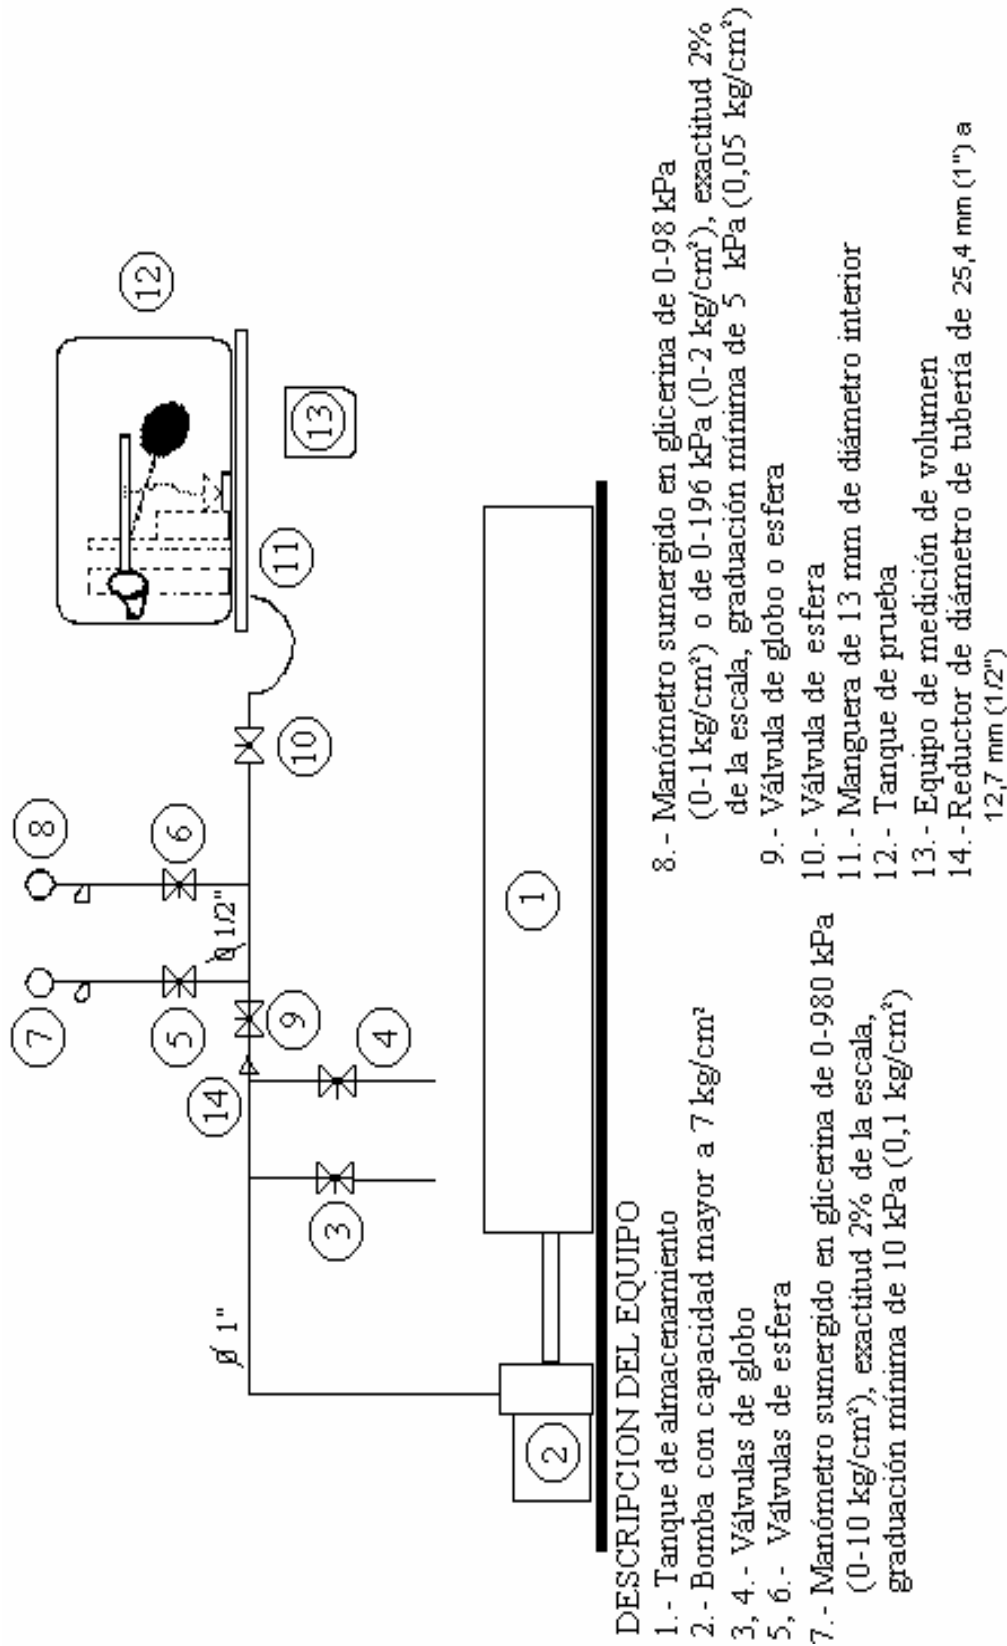 12
13
11
8
6
10
7
5
Ø 1/2"
9
14
4
3
Ø 1"
1
2
DESCRIPCION DEL EQUIPO
1.- Tanque de almacenamiento
2.- Bomba con capacidad mayor a 7 kg/cm²
3, 4.- Válvulas de globo
5, 6.- Válvulas de esfera
7.- Manómetro sumergido en glicerina de 0-980 kPa
(0-10 kg/cm²), exactitud 2% de la escala,
graduación mínima de 10 kPa (0,1 kg/cm²)
8.- Manómetro sumergido en glicerina de 0-98 kPa
(0-1kg/cm²) o de 0-196 kPa (0-2 kg/cm²), exactitud 2%
de la escala, graduación mínima de 5 kPa (0,05 kg/cm²)
9.- Válvula de globo o esfera
10.- Válvula de esfera
11.- Manguera de 13 mm de diámetro interior
12.- Tanque de prueba
13.- Equipo de medición de volumen
14.- Reductor de diámetro de tubería de 25,4 mm (1") a
12,7 mm (1/2")